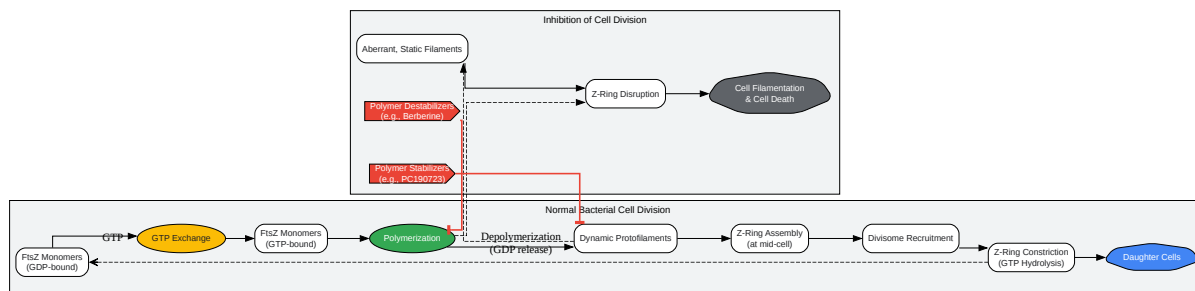 Inhibition of Cell Division
Aberrant, Static Filaments
Z-Ring Disruption
Cell Filamentation
& Cell Death
Polymer Destabilizers
(e.g., Berberine)
Polymer Stabilizers
(e.g., PC190723)
Normal Bacterial Cell Division
GTP
GTP Exchange
FtsZ Monomers
(GTP-bound)
Polymerization
Depolymerization
(GDP release)
Dynamic Protofilaments
Z-Ring Assembly
(at mid-cell)
Divisome Recruitment
FtsZ Monomers
(GDP-bound)
Z-Ring Constriction
(GTP Hydrolysis)
Daughter Cells